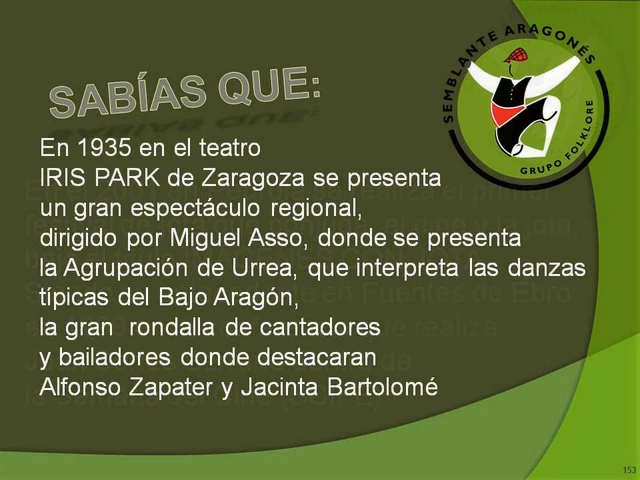 SEMBLANTE ARAGONÉS
GRUPO FOLKLORE
SABÍAS QUE:
En 1935 en el teatro
IRIS PARK de Zaragoza se presenta
un gran espectáculo regional,
dirigido por Miguel Asso, donde se presenta
la Agrupación de Urrea, que interpreta las danzas
típicas del Bajo Aragón,
la gran rondalla de cantadores
y bailadores donde destacaran
Alfonso Zapater y Jacinta Bartolomé
153